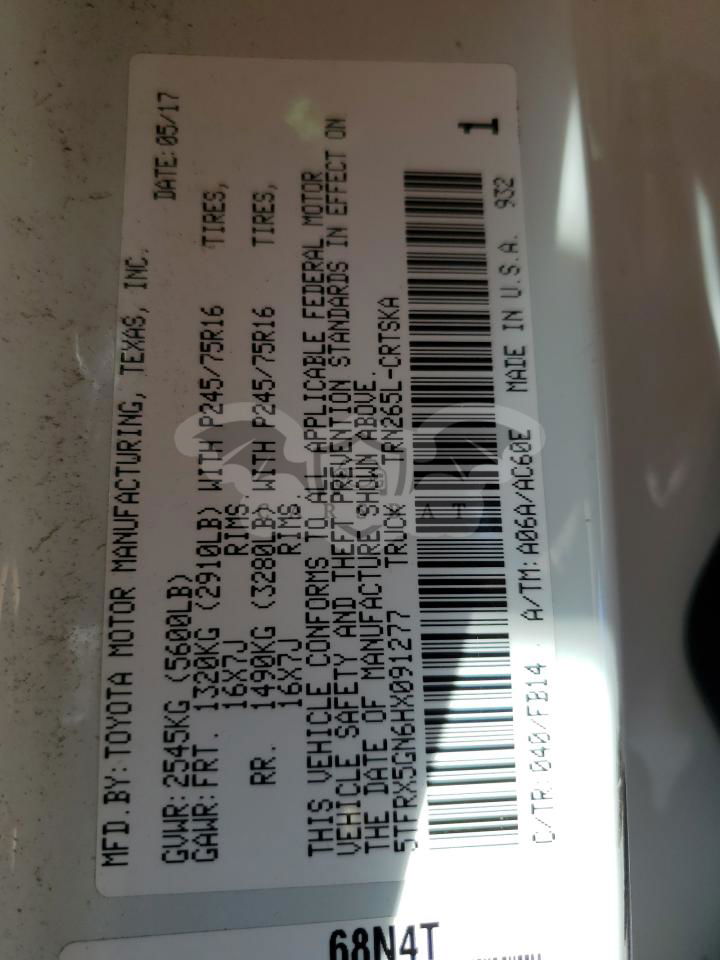 MFD.BY:TOYOTA MOTOR MANUFACTURING, TEXAS, INC. DATE:05/17
GVWR:2545KG (5600LB)
GAWR:FRT. 1320KG (2910LB) WITH P245/75R16 TIRES,
16X7J RIMS
RR. 1490KG (3280LB) WITH P245/75R16 TIRES,
16X7J RIMS
THIS VEHICLE CONFORMS TO ALL APPLICABLE FEDERAL MOTOR
VEHICLE SAFETY AND THEFT PREVENTION STANDARDS IN EFFECT ON
THE DATE OF MANUFACTURE SHOWN ABOVE.
5TFRX5GN6HX091277 TRUCK TRN265L-CRTSKA
1
C/TR:040/FB14 A/TM:A06A/AC60E MADE IN U.S.A. 932
68N4T